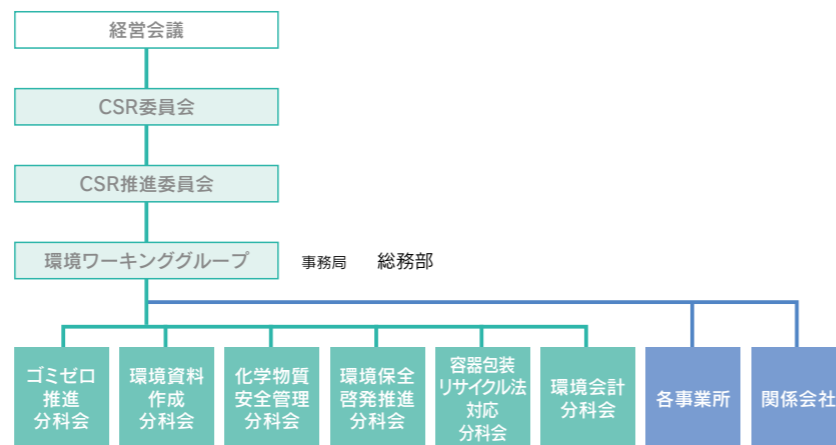 経営会議
CSR委員会
CSR推進委員会
環境ワーキンググループ
事務局 総務部
ゴミゼロ
推進
分科会
環境資料
作成
分科会
化学物質
安全管理
分科会
環境保全
啓発推進
分科会
容器包装
リサイクル法
対応
分科会
環境会計
分科会
各事業所
関係会社